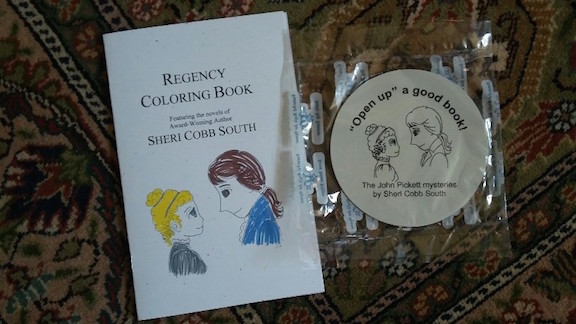 REGENCY
COLORING BOOK
Featuring the novels of
Award-Winning Author
SHERI COBB SOUTH
"Open up" a good book!
The John Pickett mysteries
by Sheri Cobb South